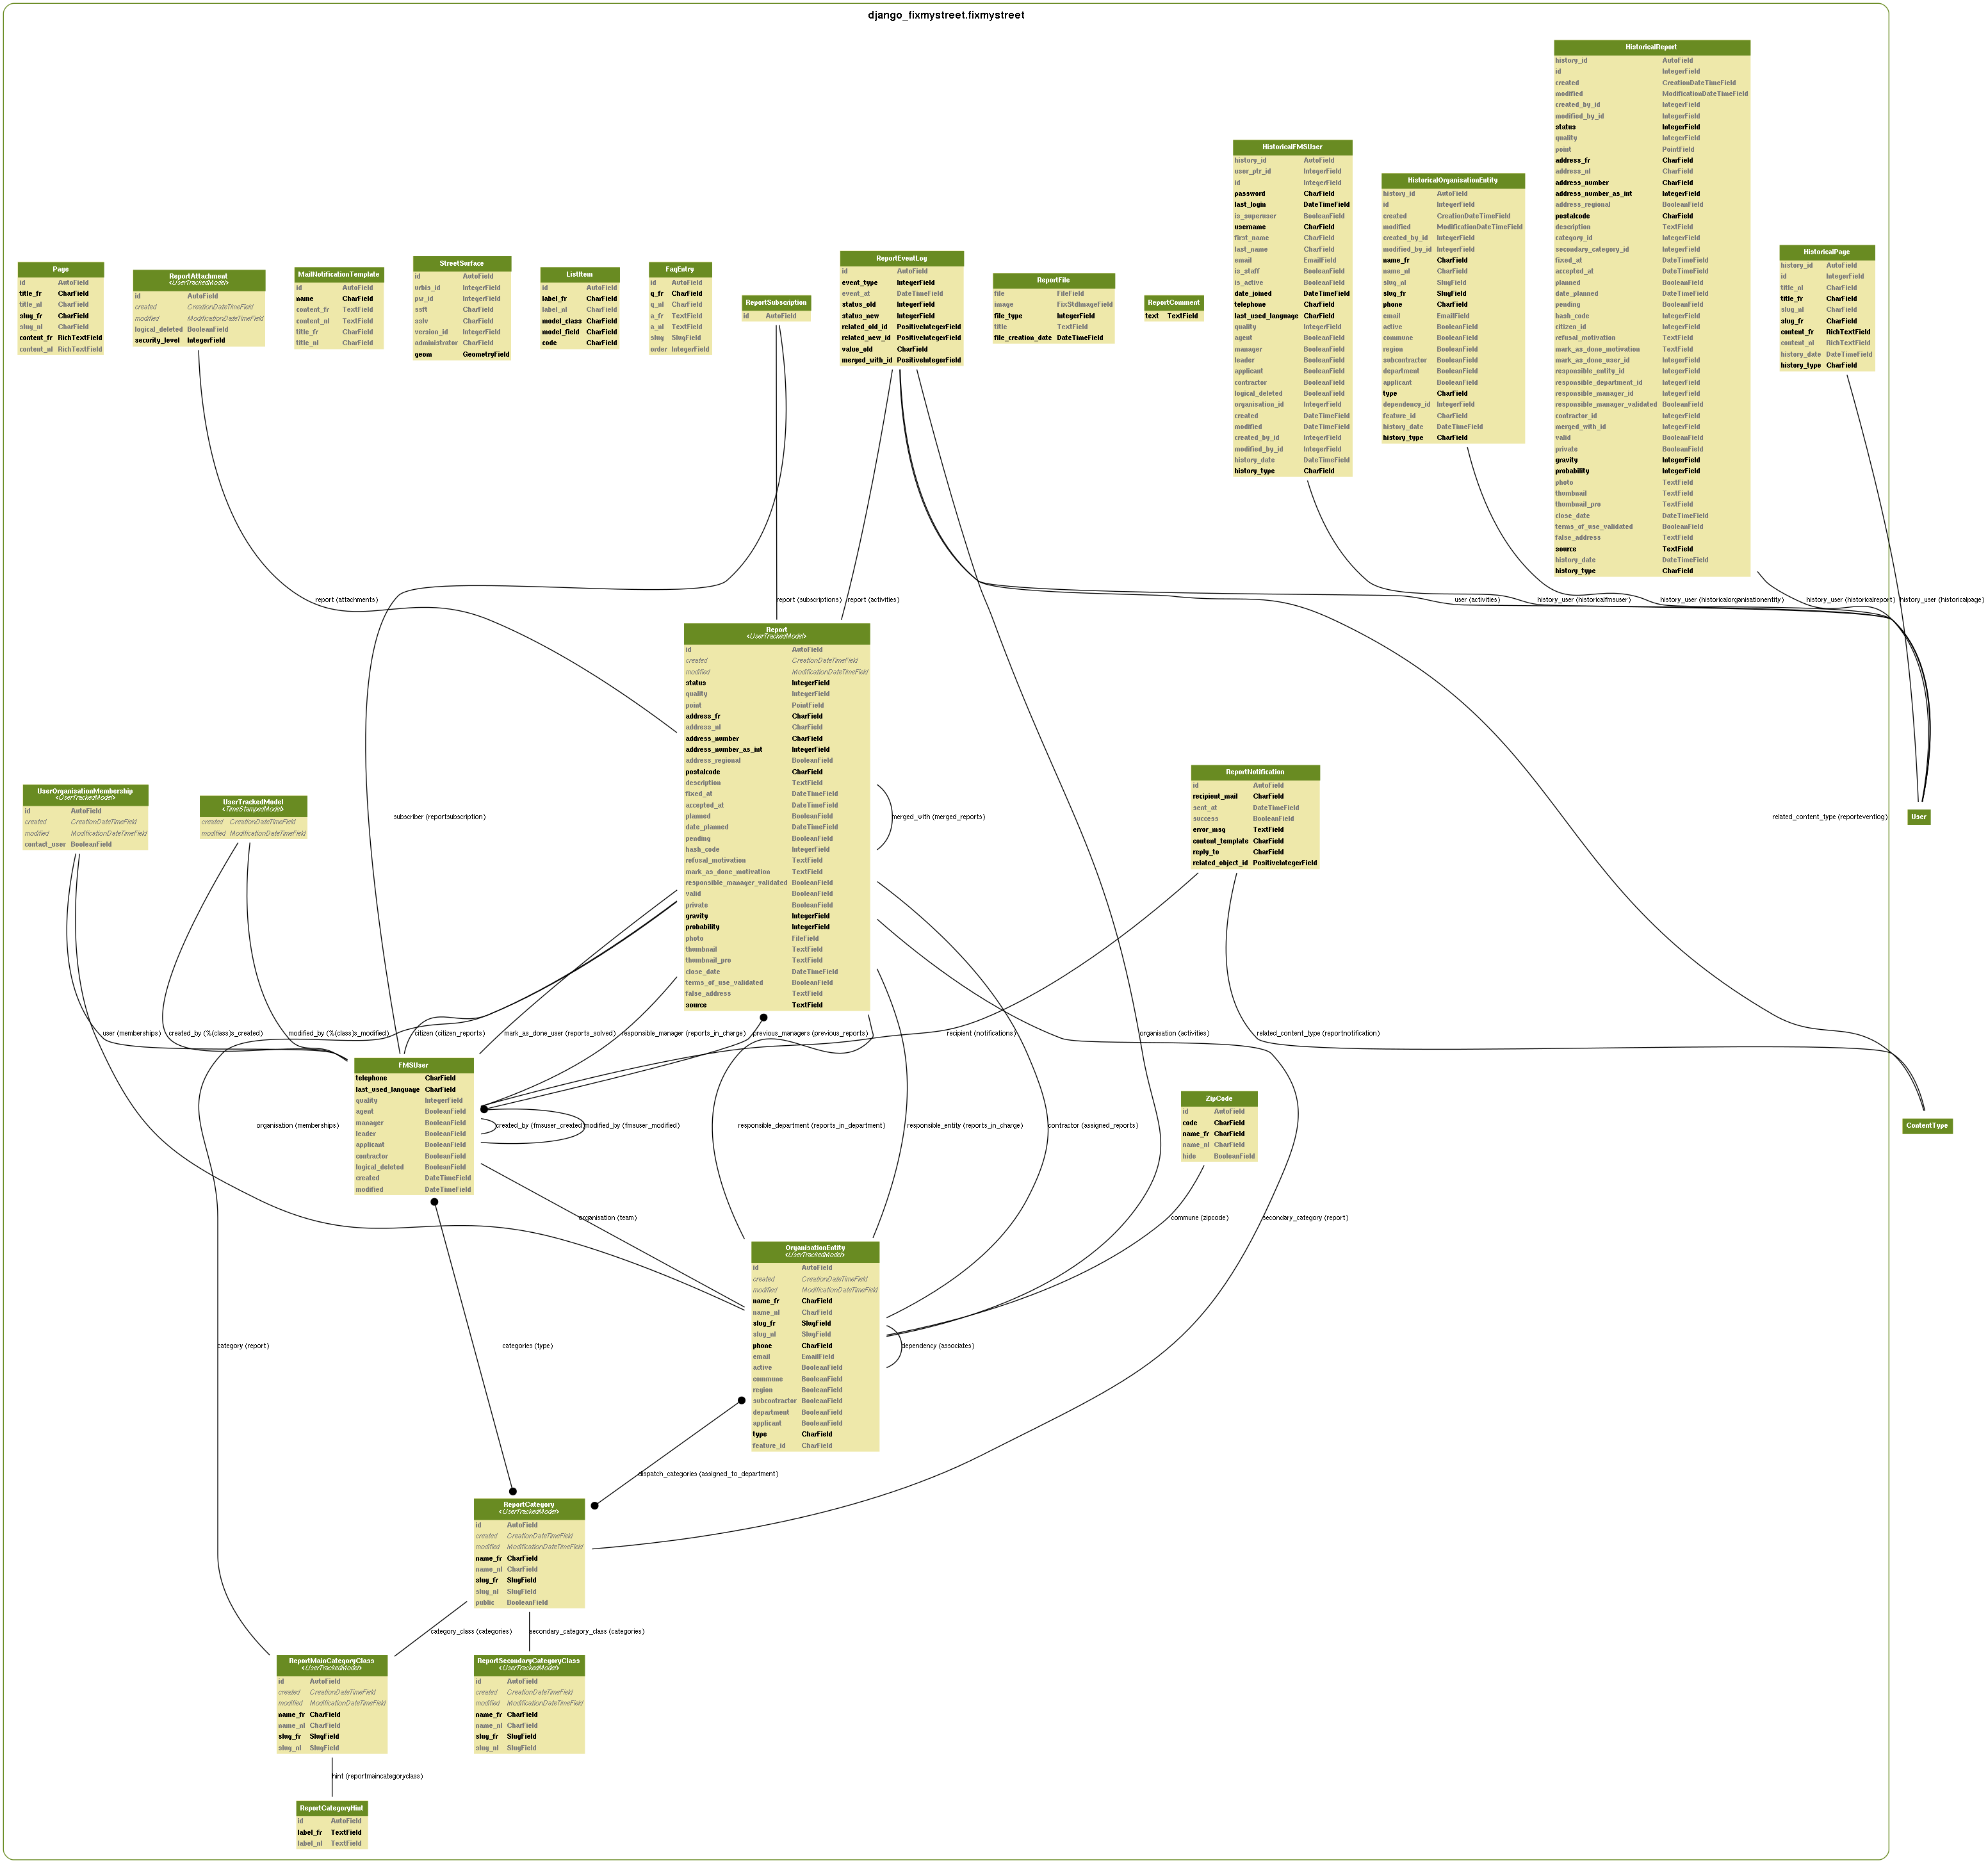 django_fixmystreet.fixmystreet
HistoricalReport
history_id AutoField
id IntegerField
created CreationDateTimeField
modified ModificationDateTimeField
created_by_id IntegerField
modified_by_id IntegerField
status IntegerField
quality IntegerField
point PointField
address_fr CharField
address_nl CharField
address_number CharField
address_number_as_int IntegerField
address_regional BooleanField
postalcode CharField
description TextField
category_id IntegerField
secondary_category_id IntegerField
fixed_at DateTimeField
accepted_at DateTimeField
planned BooleanField
date_planned DateTimeField
pending BooleanField
hash_code IntegerField
citizen_id IntegerField
refusal_motivation TextField
mark_as_done_motivation TextField
mark_as_done_user_id IntegerField
responsible_entity_id IntegerField
responsible_department_id IntegerField
responsible_manager_id IntegerField
responsible_manager_validated BooleanField
contractor_id IntegerField
merged_with_id IntegerField
valid BooleanField
private BooleanField
gravity IntegerField
probability IntegerField
photo TextField
thumbnail TextField
thumbnail_pro TextField
close_date DateTimeField
terms_of_use_validated BooleanField
false_address TextField
source TextField
history_date DateTimeField
history_type CharField
HistoricalFMSUser
history_id AutoField
user_ptr_id IntegerField
id IntegerField
password CharField
last_login DateTimeField
is_superuser BooleanField
username CharField
first_name CharField
last_name CharField
email EmailField
is_staff BooleanField
is_active BooleanField
date_joined DateTimeField
telephone CharField
last_used_language CharField
quality IntegerField
agent BooleanField
manager BooleanField
leader BooleanField
applicant BooleanField
contractor BooleanField
logical_deleted BooleanField
organisation_id IntegerField
created DateTimeField
modified DateTimeField
created_by_id IntegerField
modified_by_id IntegerField
history_date DateTimeField
history_type CharField
HistoricalOrganisationEntity
history_id AutoField
id IntegerField
created CreationDateTimeField
modified ModificationDateTimeField
created_by_id IntegerField
modified_by_id IntegerField
name_fr CharField
name_nl CharField
slug_nl SlugField
slug_fr SlugField
phone CharField
email EmailField
active BooleanField
commune BooleanField
region BooleanField
subcontractor BooleanField
department BooleanField
applicant BooleanField
type CharField
dependency_id IntegerField
feature_id CharField
history_date DateTimeField
history_type CharField
HistoricalPage
history_id AutoField
id IntegerField
title_nl CharField
title_fr CharField
slug_nl CharField
slug_fr CharField
content_fr RichTextField
content_nl RichTextField
history_date DateTimeField
history_type CharField
Page
id AutoField
title_fr CharField
title_nl CharField
slug_fr CharField
slug_nl CharField
content_fr RichTextField
content_nl RichTextField
ReportAttachment
<UserTrackedModel>
id AutoField
created CreationDateTimeField
modified ModificationDateTimeField
logical_deleted BooleanField
security_level IntegerField
MailNotificationTemplate
id AutoField
name CharField
content_fr TextField
content_nl TextField
title_fr CharField
title_nl CharField
StreetSurface
id AutoField
urbis_id IntegerField
pw_id IntegerField
ssft CharField
sslv CharField
version_id IntegerField
administrator CharField
geom GeometryField
ListItem
id AutoField
label_fr CharField
label_nl CharField
model_class CharField
model_field CharField
code CharField
FaqEntry
id AutoField
q_fr CharField
q_nl CharField
a_fr TextField
a_nl TextField
slug SlugField
order IntegerField
ReportSubscription
id AutoField
ReportEventLog
id AutoField
event_type IntegerField
event_at DateTimeField
status_old IntegerField
status_new IntegerField
related_old_id PositiveIntegerField
related_new_id PositiveIntegerField
value_old CharField
merged_with_id PositiveIntegerField
ReportFile
file FileField
image FixStdImageField
file_type IntegerField
title TextField
file_creation_date DateTimeField
ReportComment
text TextField
report (attachments)
report (subscriptions)
report (activities)
user (activities)
history_user (historicalfmsuser)
history_user (historicalorganisationentity)
history_user (historicalreport)
history_user (historicalpage)
Report
<UserTrackedModel>
id AutoField
created CreationDateTimeField
modified ModificationDateTimeField
status IntegerField
quality IntegerField
point PointField
address_fr CharField
address_nl CharField
address_number CharField
address_number_as_int IntegerField
address_regional BooleanField
postalcode CharField
description TextField
fixed_at DateTimeField
accepted_at DateTimeField
planned BooleanField
date_planned DateTimeField
pending BooleanField
hash_code IntegerField
refusal_motivation TextField
mark_as_done_motivation TextField
responsible_manager_validated BooleanField
valid BooleanField
private BooleanField
gravity IntegerField
probability IntegerField
photo FileField
thumbnail TextField
thumbnail_pro TextField
close_date DateTimeField
terms_of_use_validated BooleanField
false_address TextField
source TextField
subscriber (reportsubscription)
merged_with (merged_reports)
related_content_type (reporteventlog)
User
UserOrganisationMembership
<UserTrackedModel>
id AutoField
created CreationDateTimeField
modified ModificationDateTimeField
contact_user BooleanField
UserTrackedModel
<TimeStampedModel>
created CreationDateTimeField
modified ModificationDateTimeField
ReportNotification
id AutoField
recipient_mail CharField
sent_at DateTimeField
success BooleanField
error_msg TextField
content_template CharField
reply_to CharField
related_object_id PositiveIntegerField
user (memberships)
created_by (%(class)s_created)
modified_by (%(class)s_modified)
citizen (citizen_reports)
mark_as_done_user (reports_solved)
responsible_manager (reports_in_charge)
previous_managers (previous_reports)
recipient (notifications)
organisation (activities)
related_content_type (reportnotification)
FMSUser
telephone CharField
last_used_language CharField
quality IntegerField
agent BooleanField
manager BooleanField
leader BooleanField
applicant BooleanField
contractor BooleanField
logical_deleted BooleanField
created DateTimeField
modified DateTimeField
organisation (memberships)
created_by (fmsuser_created)
modified_by (fmsuser_modified)
responsible_department (reports_in_department)
responsible_entity (reports_in_charge)
contractor (assigned_reports)
ZipCode
id AutoField
code CharField
name_fr CharField
name_nl CharField
hide BooleanField
ContentType
organisation (team)
commune (zipcode)
secondary_category (report)
OrganisationEntity
<UserTrackedModel>
id AutoField
created CreationDateTimeField
modified ModificationDateTimeField
name_fr CharField
name_nl CharField
slug_fr SlugField
slug_nl SlugField
phone CharField
email EmailField
active BooleanField
commune BooleanField
region BooleanField
subcontractor BooleanField
department BooleanField
applicant BooleanField
type CharField
feature_id CharField
category (report)
categories (type)
dependency (associates)
dispatch_categories (assigned_to_department)
ReportCategory
<UserTrackedModel>
id AutoField
created CreationDateTimeField
modified ModificationDateTimeField
name_fr CharField
name_nl CharField
slug_fr SlugField
slug_nl SlugField
public BooleanField
category_class (categories)
secondary_category_class (categories)
ReportMainCategoryClass
<UserTrackedModel>
id AutoField
created CreationDateTimeField
modified ModificationDateTimeField
name_fr CharField
name_nl CharField
slug_fr SlugField
slug_nl SlugField
ReportSecondaryCategoryClass
<UserTrackedModel>
id AutoField
created CreationDateTimeField
modified ModificationDateTimeField
name_fr CharField
name_nl CharField
slug_fr SlugField
slug_nl SlugField
hint (reportmaincategoryclass)
ReportCategoryHint
id AutoField
label_fr TextField
label_nl TextField